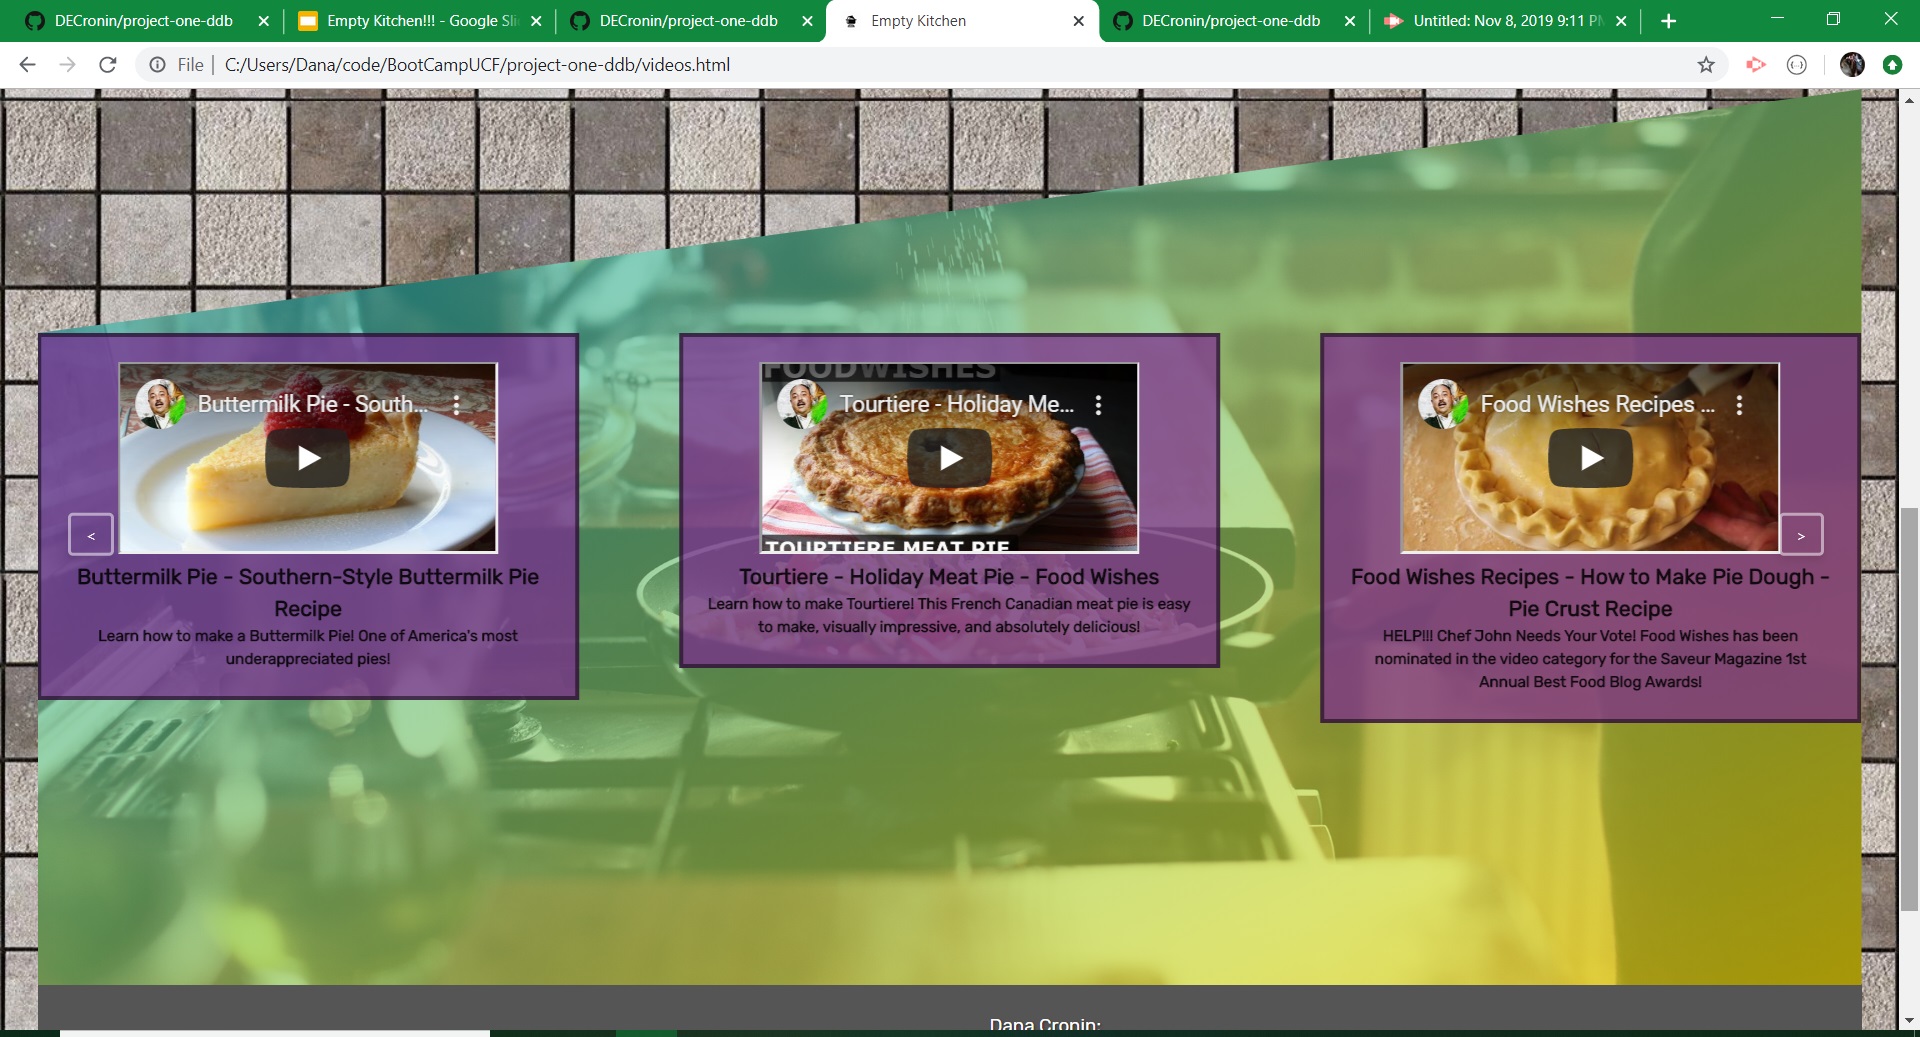 DECronin/project-one-ddb
Empty Kitchen!!! - Google Sli
DECronin/project-one-ddb
Empty Kitchen
DECronin/project-one-ddb
Untitled: Nov 8, 2019 9:11 P
File
C:/Users/Dana/code/BootCampUCF/project-one-ddb/videos.html
Buttermilk Pie - South...
<
Buttermilk Pie - Southern-Style Buttermilk Pie
Recipe
Learn how to make a Buttermilk Pie! One of America's most
underappreciated pies!
FOODWISHES
Tourtiere - Holiday Me...
TOURTIERE MEAT PIE
Tourtiere - Holiday Meat Pie - Food Wishes
Learn how to make Tourtiere! This French Canadian meat pie is easy
to make, visually impressive, and absolutely delicious!
Food Wishes Recipes ...
>
Food Wishes Recipes - How to Make Pie Dough -
Pie Crust Recipe
HELP!!! Chef John Needs Your Vote! Food Wishes has been
nominated in the video category for the Saveur Magazine 1st
Annual Best Food Blog Awards!
Dana Cronin: